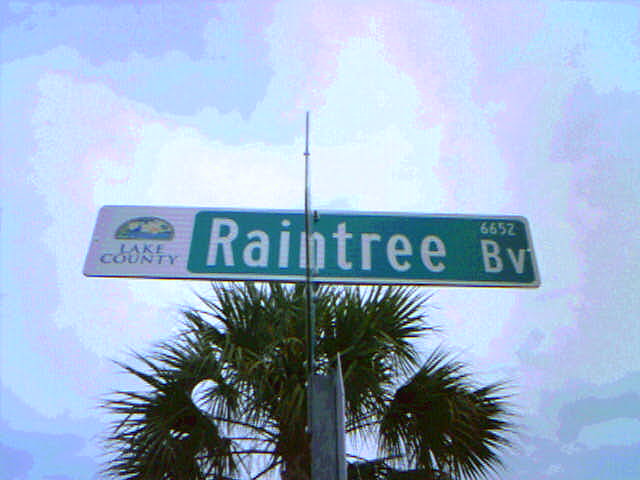 LAKE
COUNTY
Raintree
6652
Bv